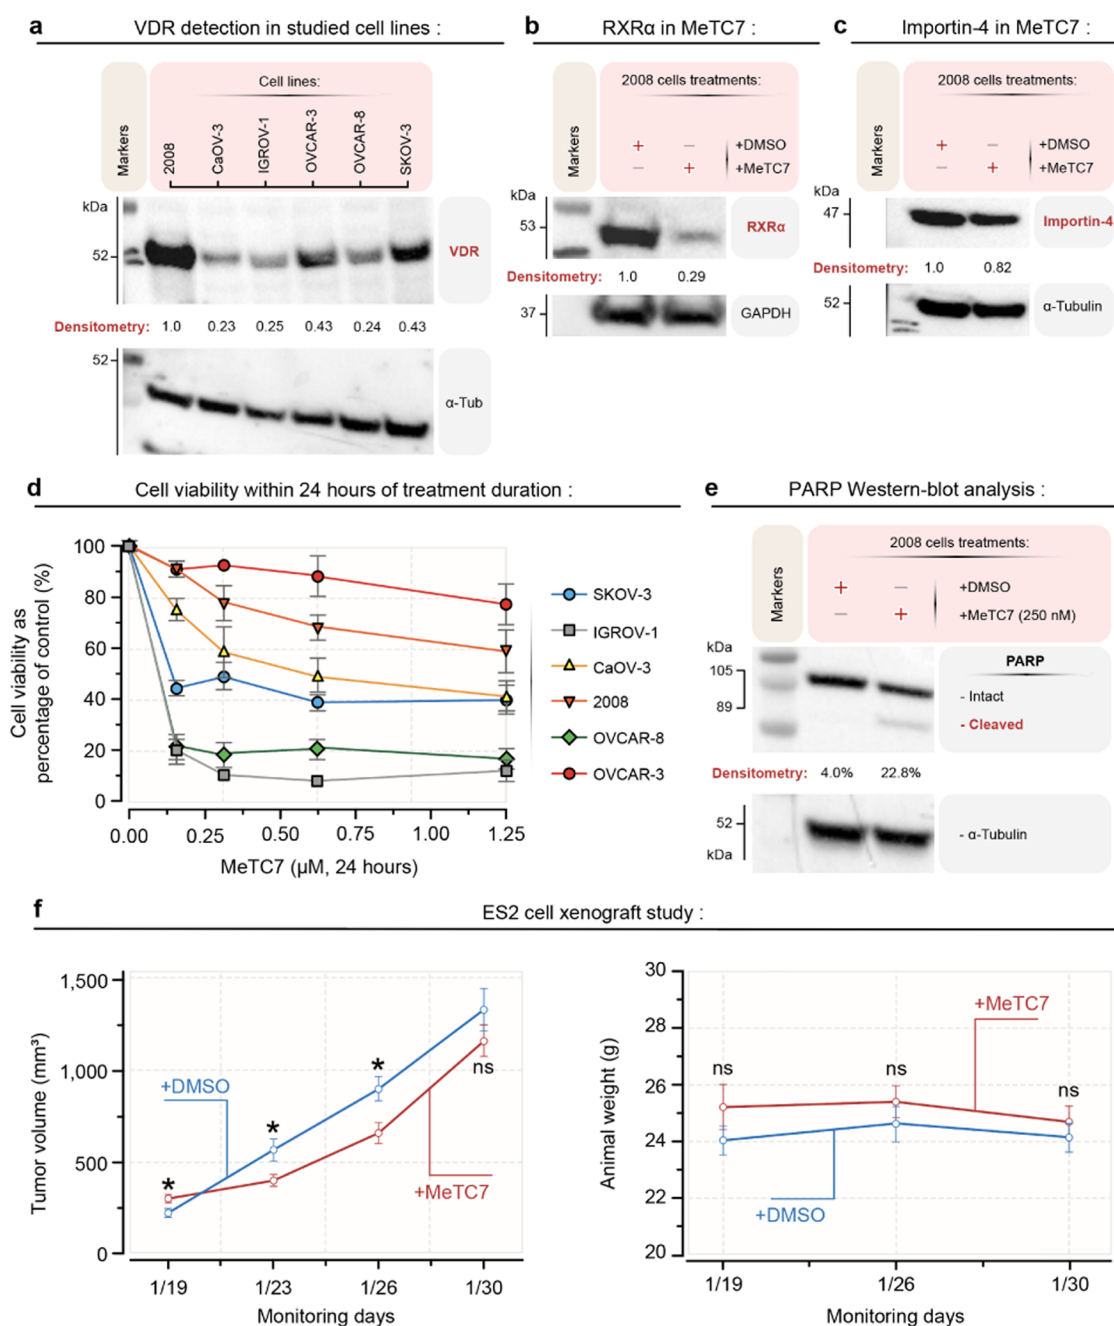 a VDR detection in studied cell lines :
Markers
Cell lines:
2008
CaOV-3
IGROV-1
OVCAR-3
OVCAR-8
SKOV-3
kDa
52
VDR
Densitometry: 1.0 0.23 0.25 0.43 0.24 0.43
52
α-Tub
b RXRα in MeTC7 :
Markers
2008 cells treatments:
+ − +DMSO
− + +MeTC7
kDa
53
RXRα
Densitometry: 1.0 0.29
37
GAPDH
c Importin-4 in MeTC7 :
Markers
2008 cells treatments:
+ − +DMSO
− + +MeTC7
kDa
47
Importin-4
Densitometry: 1.0 0.82
52
α-Tubulin
d Cell viability within 24 hours of treatment duration :
Cell viability as
percentage of control (%)
100
80
60
40
20
0
0.00 0.25 0.50 0.75 1.00 1.25
MeTC7 (μM, 24 hours)
SKOV-3
IGROV-1
CaOV-3
2008
OVCAR-8
OVCAR-3
e PARP Western-blot analysis :
Markers
2008 cells treatments:
+ − +DMSO
− + +MeTC7 (250 nM)
kDa
105
89
PARP
- Intact
- Cleaved
Densitometry: 4.0% 22.8%
52
kDa
- α-Tubulin
f ES2 cell xenograft study :
Tumor volume (mm³)
1,500
1,000
500
0
+DMSO
+MeTC7
*
*
*
ns
1/19 1/23 1/26 1/30
Monitoring days
Animal weight (g)
30
28
26
24
22
20
+MeTC7
ns
ns
ns
+DMSO
1/19 1/26 1/30
Monitoring days